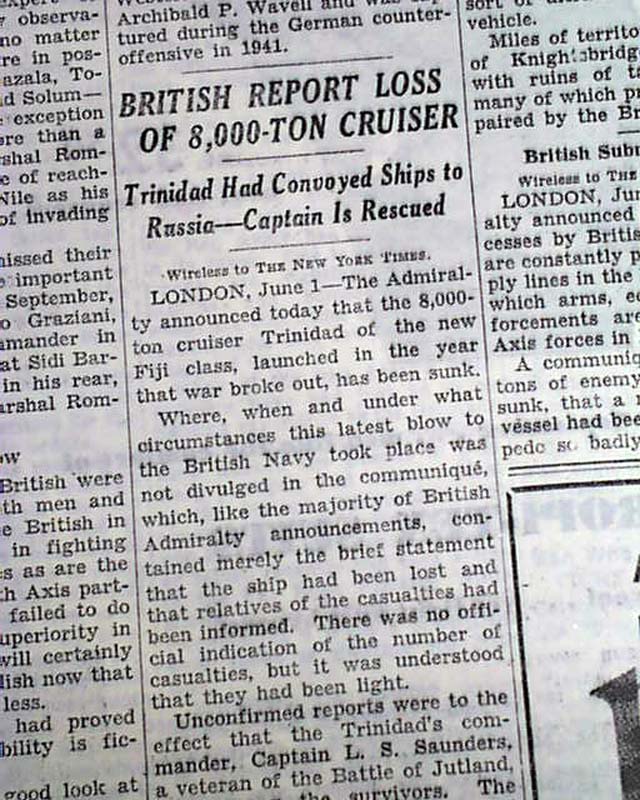 expert
observa-
no matter
re in pos-
azala, To-
d Solum—
exception
ere than a
rshal Rom-
e of reach-
Nile as his
of invading
missed their
important
September,
o Graziani,
mmander in
at Sidi Bar-
in his rear,
arshal Rom-
ow
British were
th men and
e British in
in fighting
s as are the
h Axis part-
failed to do
uperiority in
will certainly
lish now that
less.
had proved
bility is fic-
good look at
Archibald P. Wavell and was cap-
tured during the German counter-
offensive in 1941.
BRITISH REPORT LOSS
OF 8,000-TON CRUISER
Trinidad Had Convoyed Ships to
Russia—Captain Is Rescued
Wireless to THE NEW YORK TIMES.
LONDON, June 1—The Admiral-
ty announced today that the 8,000-
ton cruiser Trinidad of the new
Fiji class, launched in the year
that war broke out, has been sunk.
Where, when and under what
circumstances this latest blow to
the British Navy took place was
not divulged in the communiqué,
which, like the majority of British
Admiralty announcements, con-
tained merely the brief statement
that the ship had been lost and
that relatives of the casualties had
been informed. There was no offi-
cial indication of the number of
casualties, but it was understood
that they had been light.
Unconfirmed reports were to the
effect that the Trinidad's com-
mander, Captain L. S. Saunders,
a veteran of the Battle of Jutland,
the survivors. The
sort of
vehicle.
Miles of territo
of Knightsbridg
with ruins of t
many of which
paired by the Br
British Subm
Wireless to THE
LONDON, Jun
alty announced
cesses by Britis
are constantly p
ply lines in the
which arms, e
forcements are
Axis forces in
A communiq
tons of enemy
sunk, that a
vessel had bee
pedo so badly